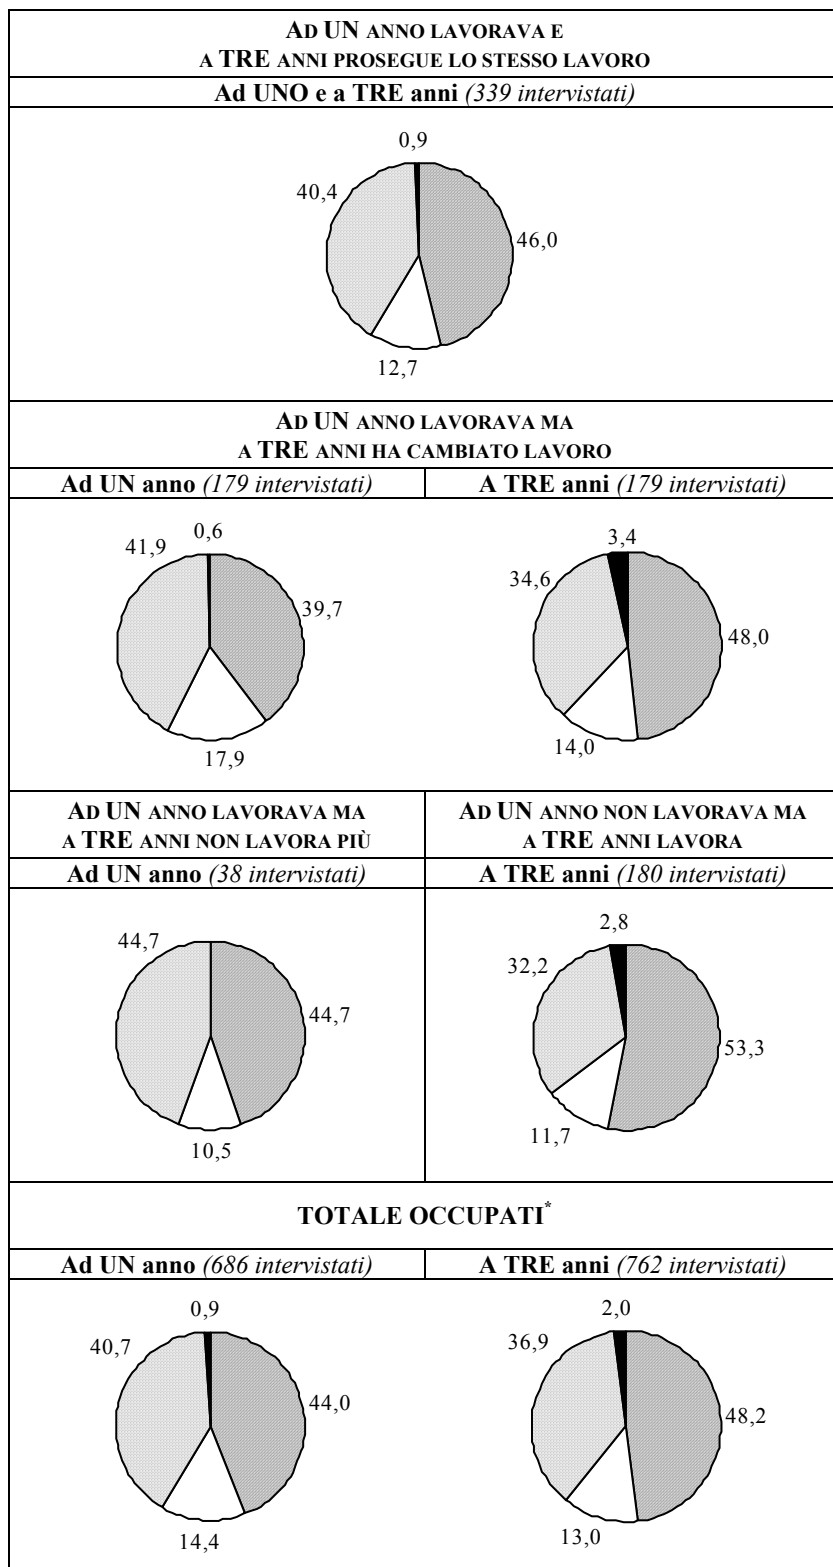 AD UN ANNO LAVORAVA E
A TRE ANNI PROSEGUE LO STESSO LAVORO
Ad UNO e a TRE anni (339 intervistati)
0,9
40,4
46,0
12,7
AD UN ANNO LAVORAVA MA
A TRE ANNI HA CAMBIATO LAVORO
Ad UN anno (179 intervistati)
A TRE anni (179 intervistati)
0,6
41,9
39,7
17,9
3,4
34,6
48,0
14,0
AD UN ANNO LAVORAVA MA
A TRE ANNI NON LAVORA PIÙ
AD UN ANNO NON LAVORAVA MA
A TRE ANNI LAVORA
Ad UN anno (38 intervistati)
A TRE anni (180 intervistati)
44,7
44,7
10,5
2,8
32,2
53,3
11,7
TOTALE OCCUPATI*
Ad UN anno (686 intervistati)
A TRE anni (762 intervistati)
0,9
40,7
44,0
14,4
2,0
36,9
48,2
13,0